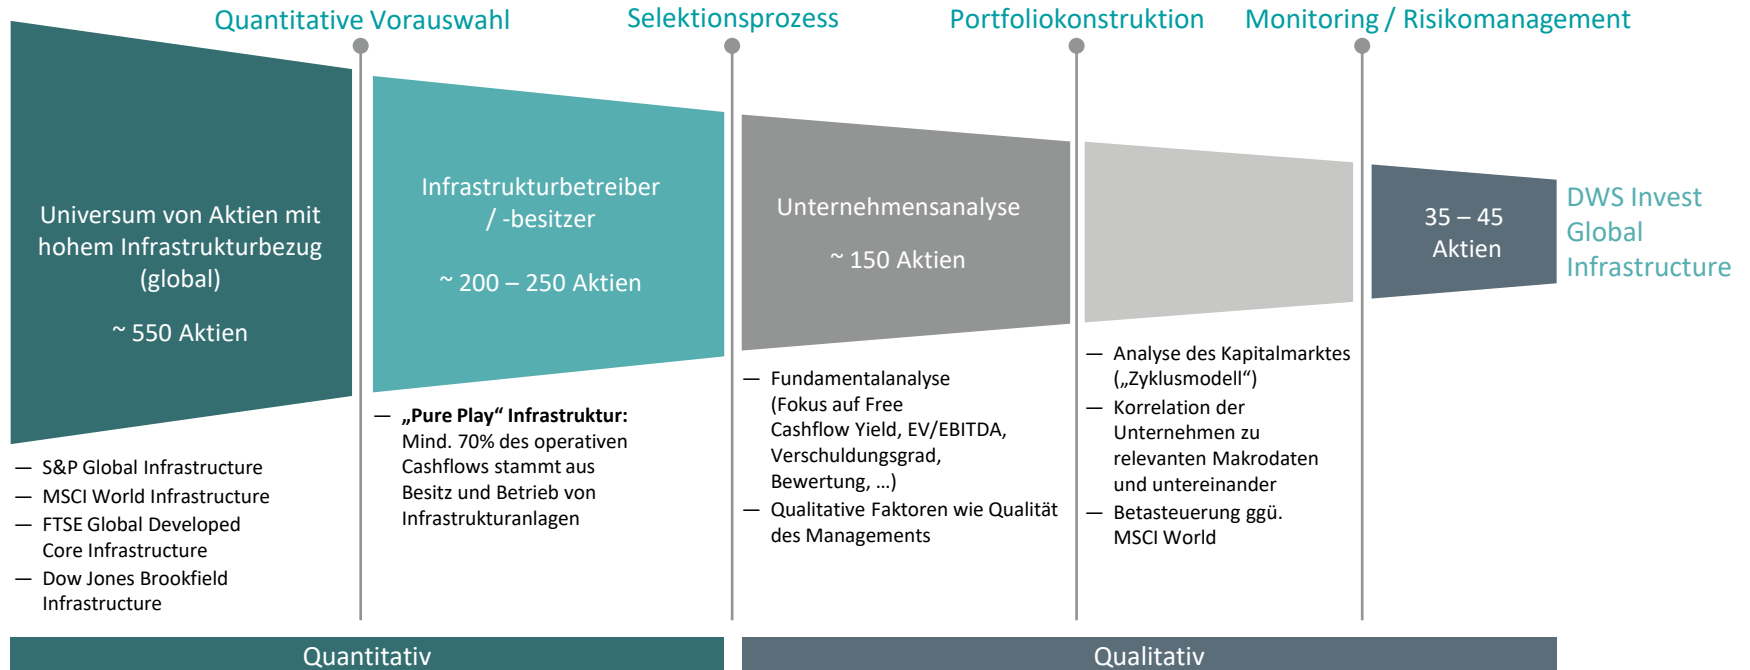 Quantitative Vorauswahl
Selektionsprozess
Portfoliokonstruktion
Monitoring / Risikomanagement
Universum von Aktien mit
hohem Infrastrukturbezug
(global)
~ 550 Aktien
Infrastrukturbetreiber
/ -besitzer
~ 200 – 250 Aktien
Unternehmensanalyse
~ 150 Aktien
35 – 45
Aktien
DWS Invest
Global
Infrastructure
— S&P Global Infrastructure
— MSCI World Infrastructure
— FTSE Global Developed
Core Infrastructure
— Dow Jones Brookfield
Infrastructure
— „Pure Play“ Infrastruktur:
Mind. 70% des operativen
Cashflows stammt aus
Besitz und Betrieb von
Infrastrukturanlagen
— Fundamentalanalyse
(Fokus auf Free
Cashflow Yield, EV/EBITDA,
Verschuldungsgrad,
Bewertung, …)
— Qualitative Faktoren wie Qualität
des Managements
— Analyse des Kapitalmarktes
(„Zyklusmodell“)
— Korrelation der
Unternehmen zu
relevanten Makrodaten
und untereinander
— Betasteuerung ggü.
MSCI World
Quantitativ
Qualitativ